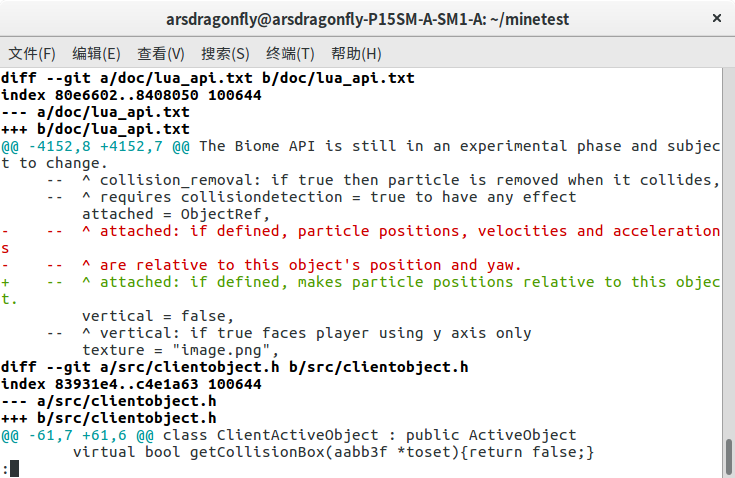 arsdragonfly@arsdragonfly-P15SM-A-SM1-A: ~/minetest
×
文件(F) 编辑(E) 查看(V) 搜索(S) 终端(T) 帮助(H)
diff --git a/doc/lua_api.txt b/doc/lua_api.txt
index 80e6602..8408050 100644
--- a/doc/lua_api.txt
+++ b/doc/lua_api.txt
@@ -4152,8 +4152,7 @@ The Biome API is still in an experimental phase and subjec
t to change.
     --  ^ collision_removal: if true then particle is removed when it collides,
     --  ^ requires collisiondetection = true to have any effect
         attached = ObjectRef,
-    --  ^ attached: if defined, particle positions, velocities and acceleration
s
-    --  ^ are relative to this object's position and yaw.
+    --  ^ attached: if defined, makes particle positions relative to this objec
t.
         vertical = false,
     --  ^ vertical: if true faces player using y axis only
         texture = "image.png",
diff --git a/src/clientobject.h b/src/clientobject.h
index 83931e4..c4e1a63 100644
--- a/src/clientobject.h
+++ b/src/clientobject.h
@@ -61,7 +61,6 @@ class ClientActiveObject : public ActiveObject
        virtual bool getCollisionBox(aabb3f *toset){return false;}
: